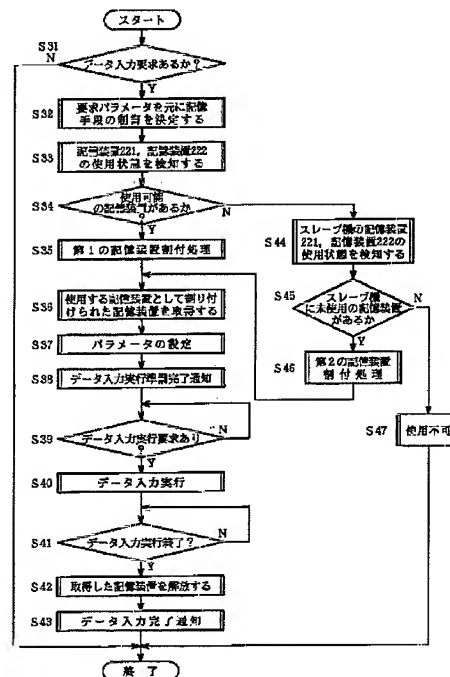 スタート
S31
N
データ入力要求あるか？
Y
S32
要求パラメータを元に記憶
手段の割当を決定する
S33
記憶装置221，記憶装置222
の使用状態を検知する
S34
使用可能
の記憶装置があるか
?
N
Y
S35
第1の記憶装置割付処理
S44
スレーブ機の記憶装置
221，記憶装置222の
使用状態を検知する
S45
スレーブ機
に未使用の記憶装置
があるか
N
Y
S36
使用する記憶装置として割り付
けられた記憶装置を取得する
S46
第2の記憶装置
割付処理
S37
パラメータの設定
S38
データ入力実行準備完了通知
S47
使用不可
S39
データ入力実行要求あり
?
N
Y
S40
データ入力実行
S41
データ入力実行終了？
N
Y
S42
取得した記憶装置を解放する
S43
データ入力完了通知
終了